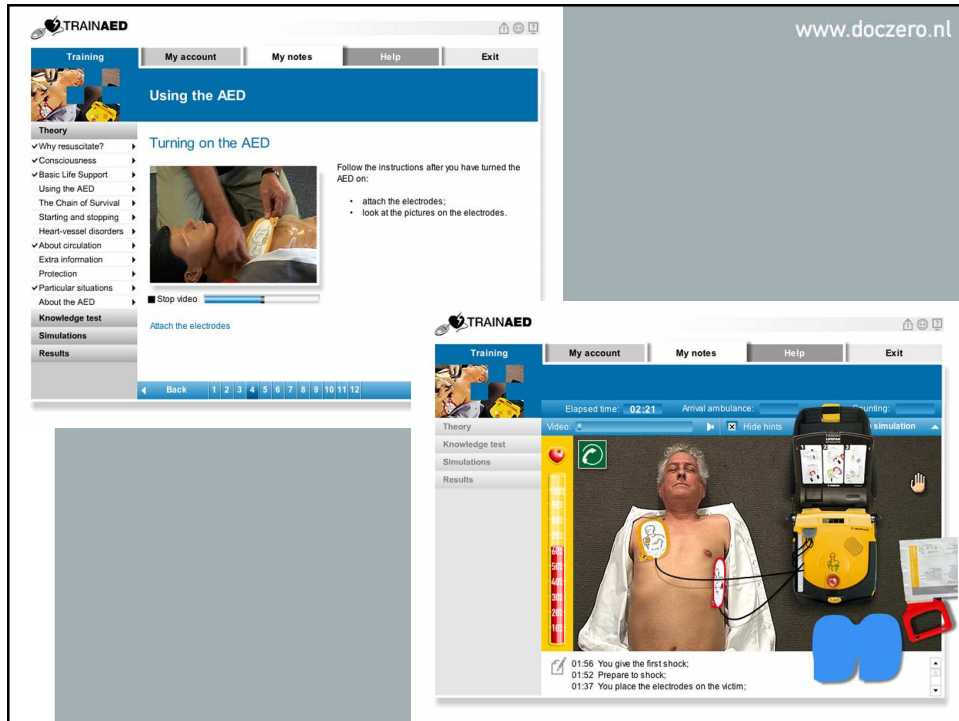 www.doczero.nl
TRAINAED
Training
My account
My notes
Help
Exit
Using the AED
Theory
Why resuscitate?
Consciousness
Basic Life Support
Using the AED
The Chain of Survival
Starting and stopping
Heart-vessel disorders
About circulation
Extra information
Protection
Particular situations
About the AED
Knowledge test
Simulations
Results
Turning on the AED
Follow the instructions after you have turned the
AED on:
• attach the electrodes;
• look at the pictures on the electrodes.
Stop video
Attach the electrodes
Back 1 2 3 4 5 6 7 8 9 10 11 12
TRAINAED
Training
My account
My notes
Help
Exit
Elapsed time: 02:21
Arrival ambulance:
Video:
Hide hints
simulation
Theory
Knowledge test
Simulations
Results
01:56 You give the first shock;
01:52 Prepare to shock;
01:37 You place the electrodes on the victim;